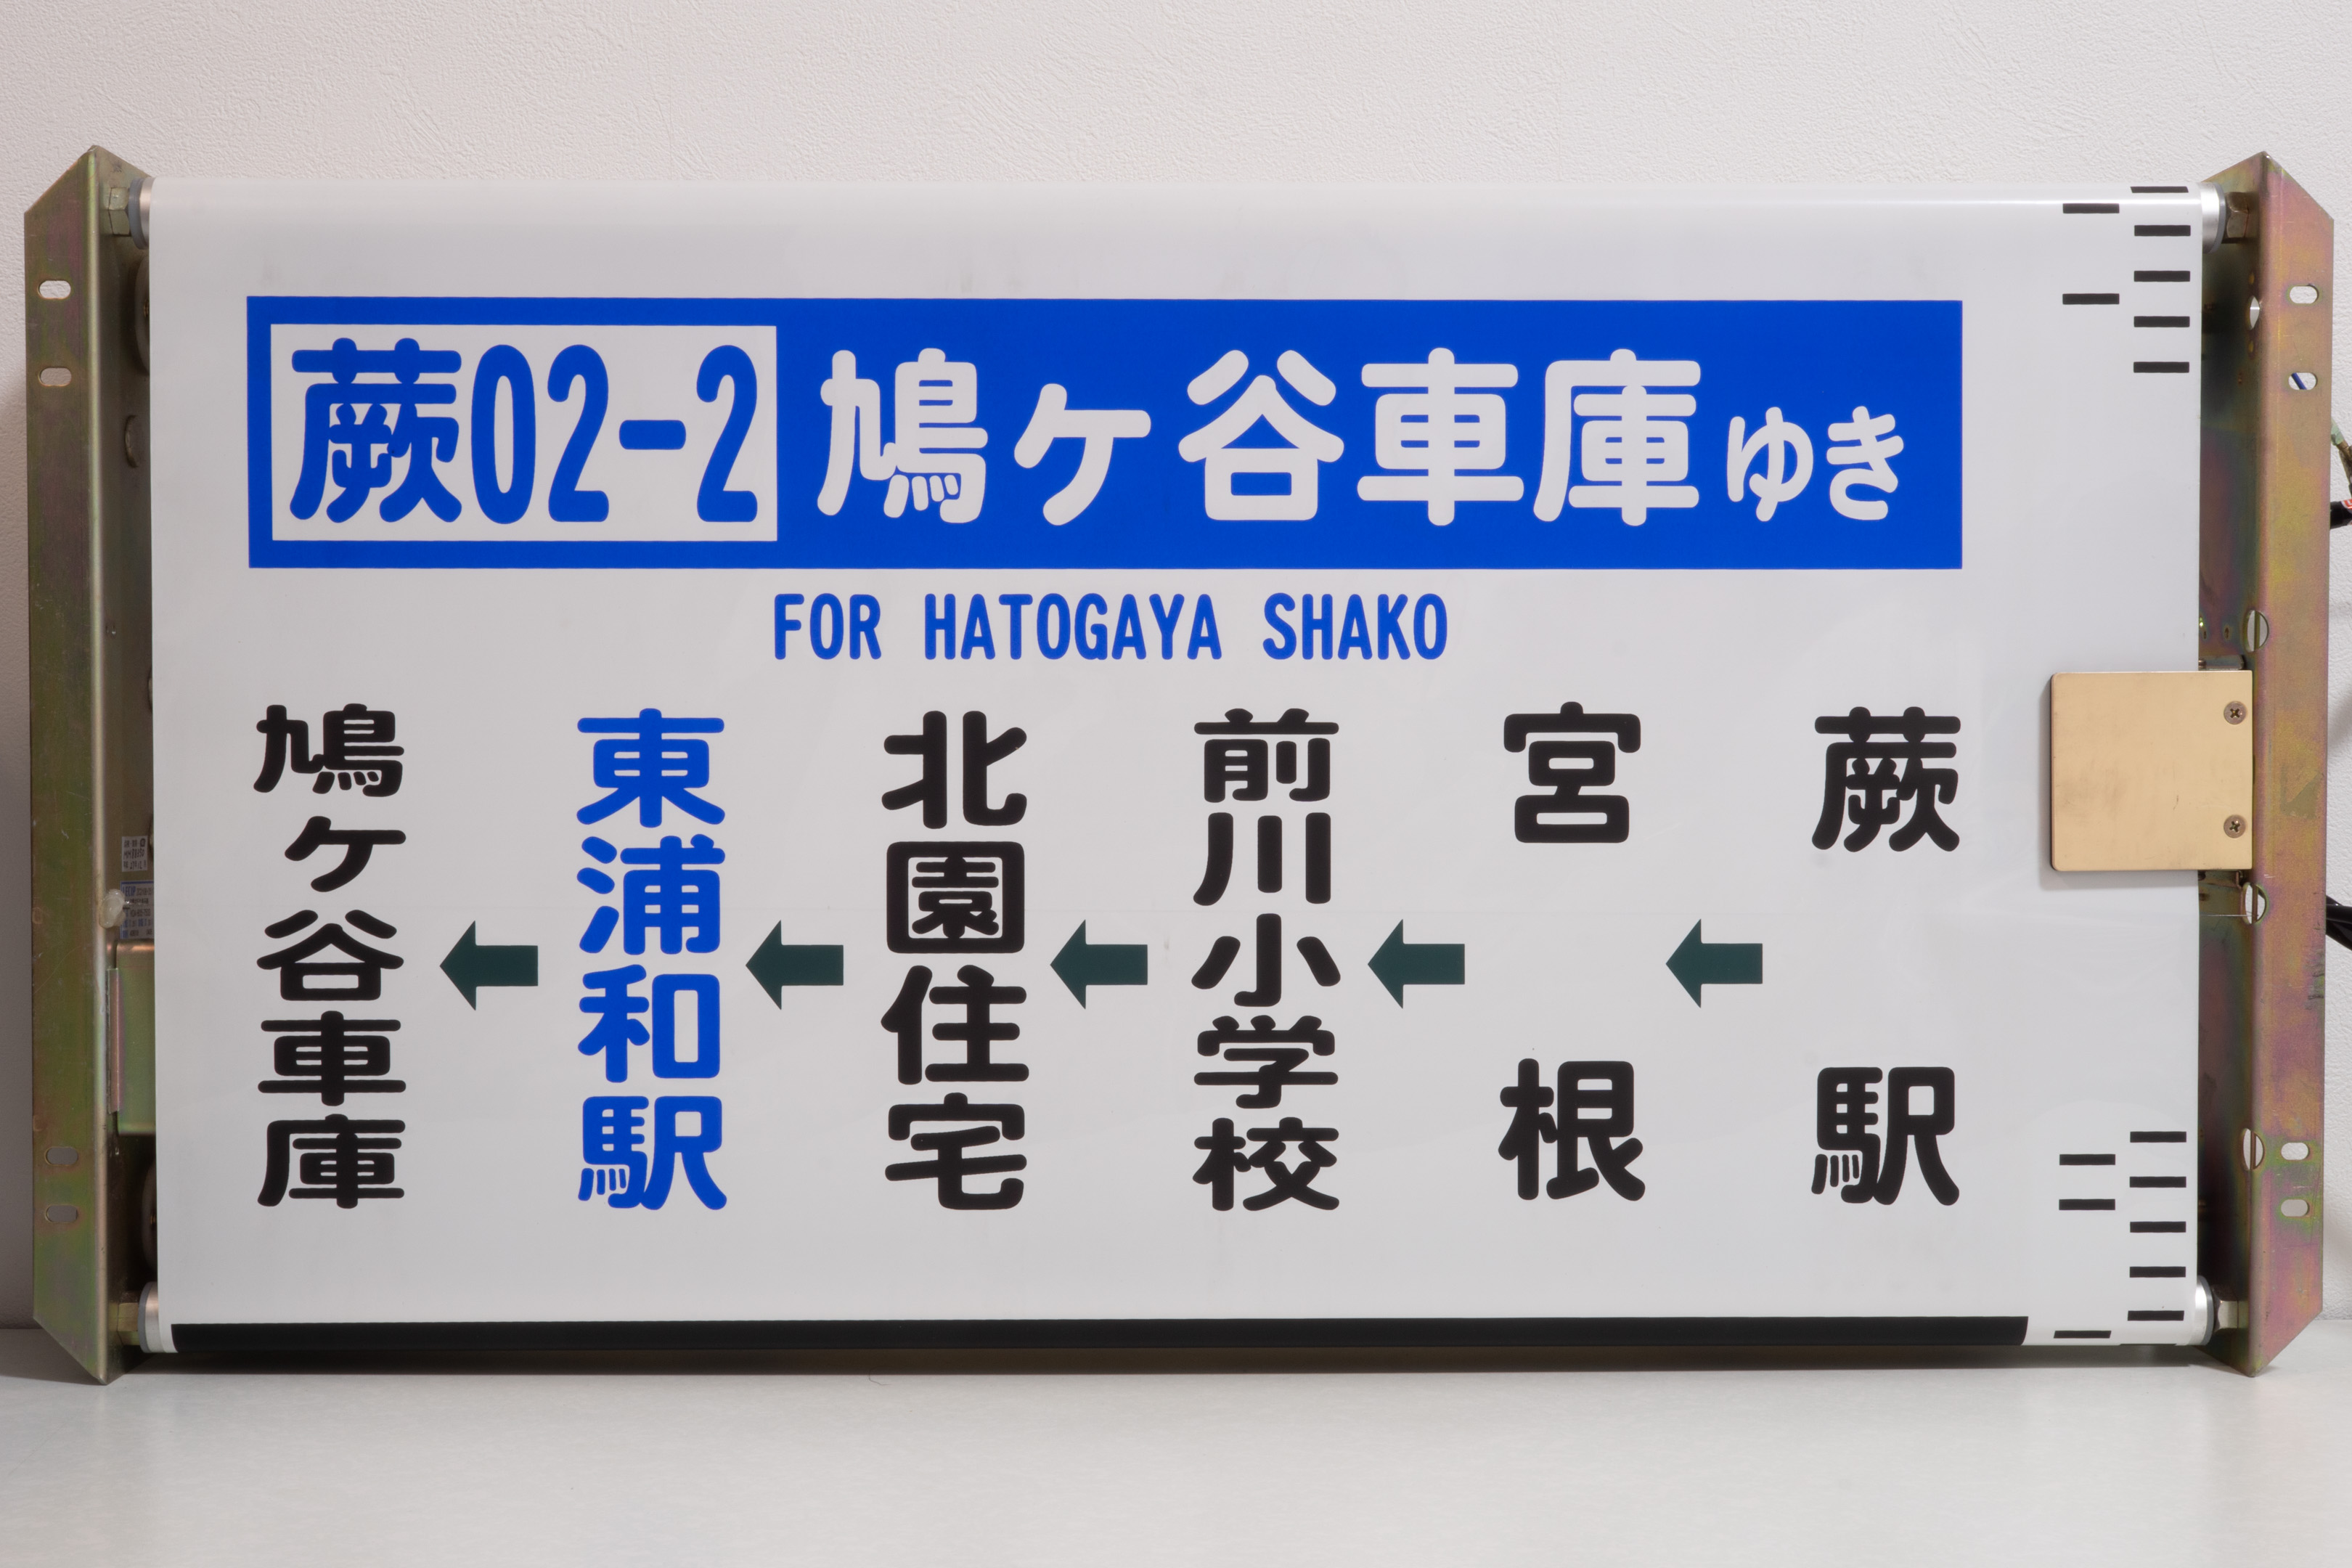 蕨02-2 鳩ヶ谷車庫ゆき
FOR HATOGAYA SHAKO
蕨駅
←
宮根
←
前川小学校
←
北園住宅
←
東浦和駅
←
鳩ヶ谷車庫